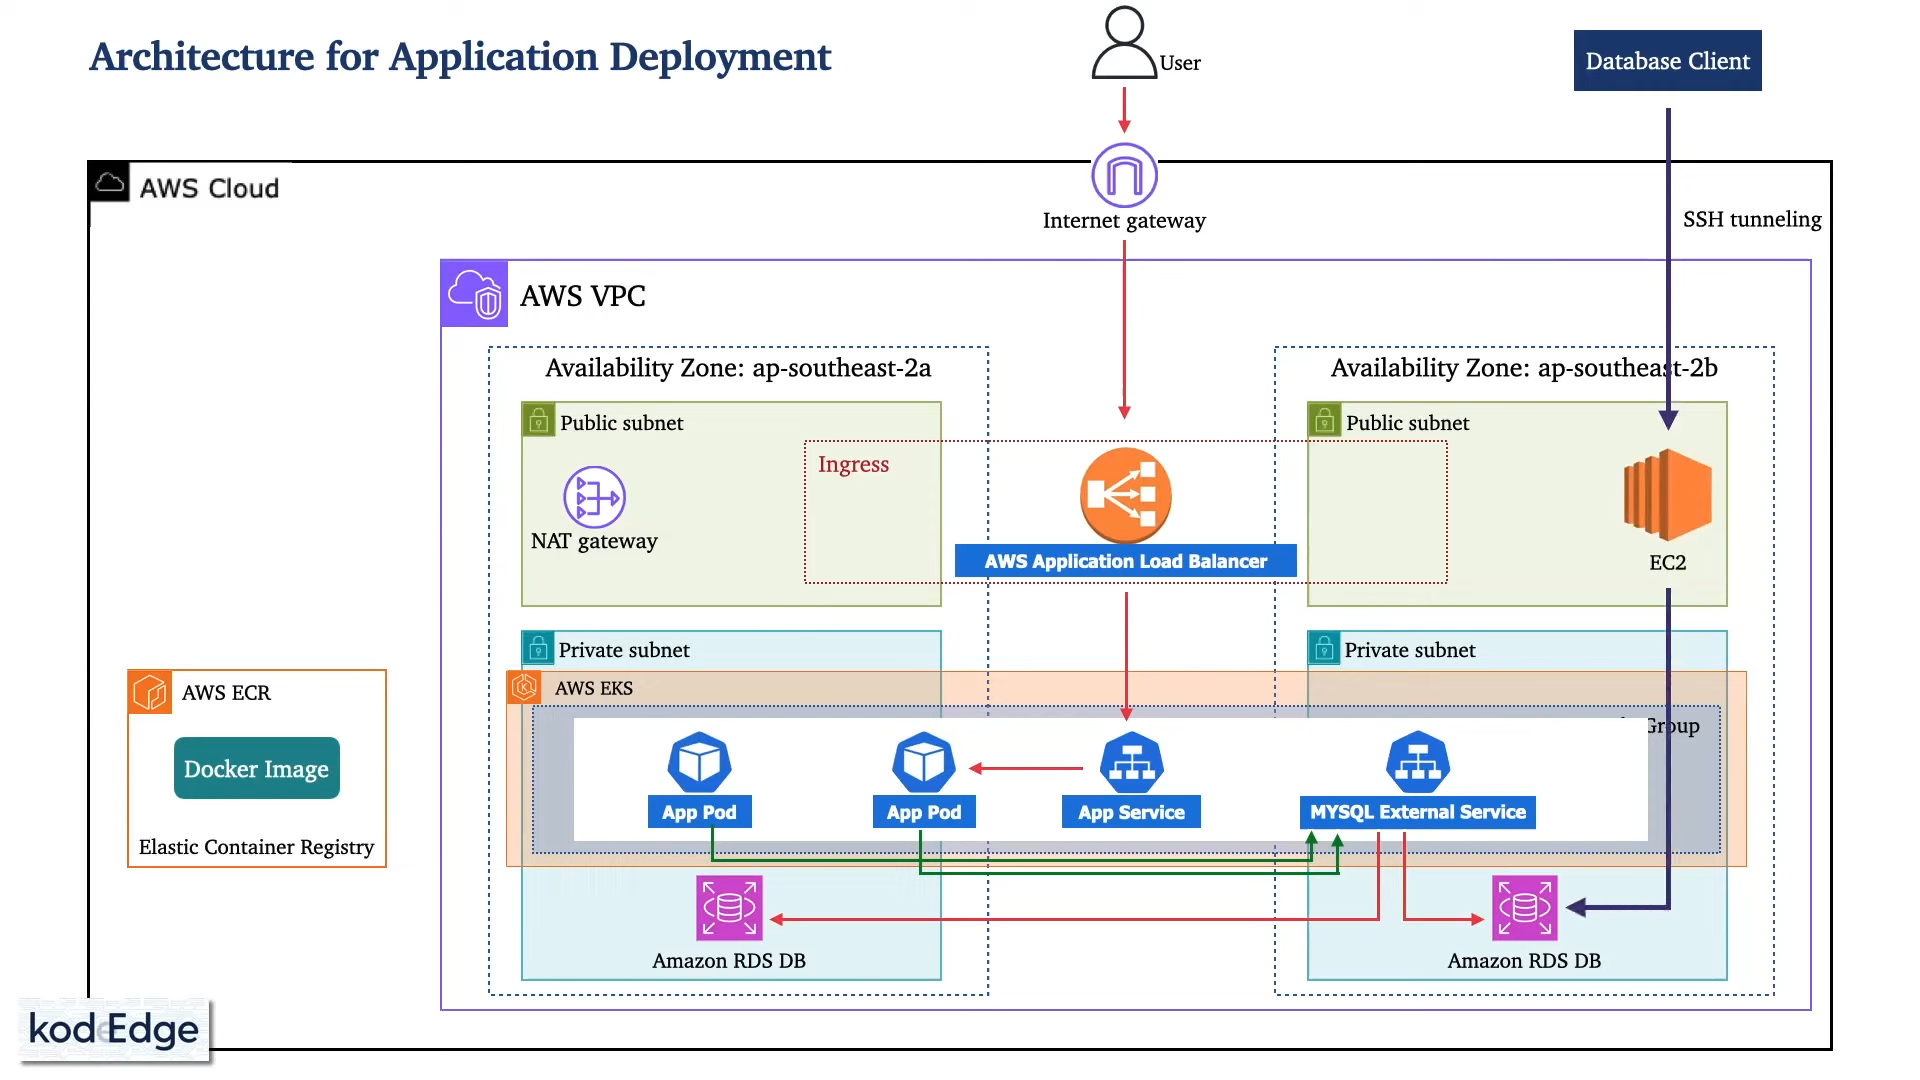 Architecture for Application Deployment
User
Database Client
AWS Cloud
Internet gateway
SSH tunneling
AWS VPC
Availability Zone: ap-southeast-2a
Availability Zone: ap-southeast-2b
Public subnet
Public subnet
Ingress
NAT gateway
AWS Application Load Balancer
EC2
Private subnet
Private subnet
AWS EKS
AWS ECR
Group
Docker Image
App Pod
App Pod
App Service
MYSQL External Service
Elastic Container Registry
Amazon RDS DB
Amazon RDS DB
kodeEdge